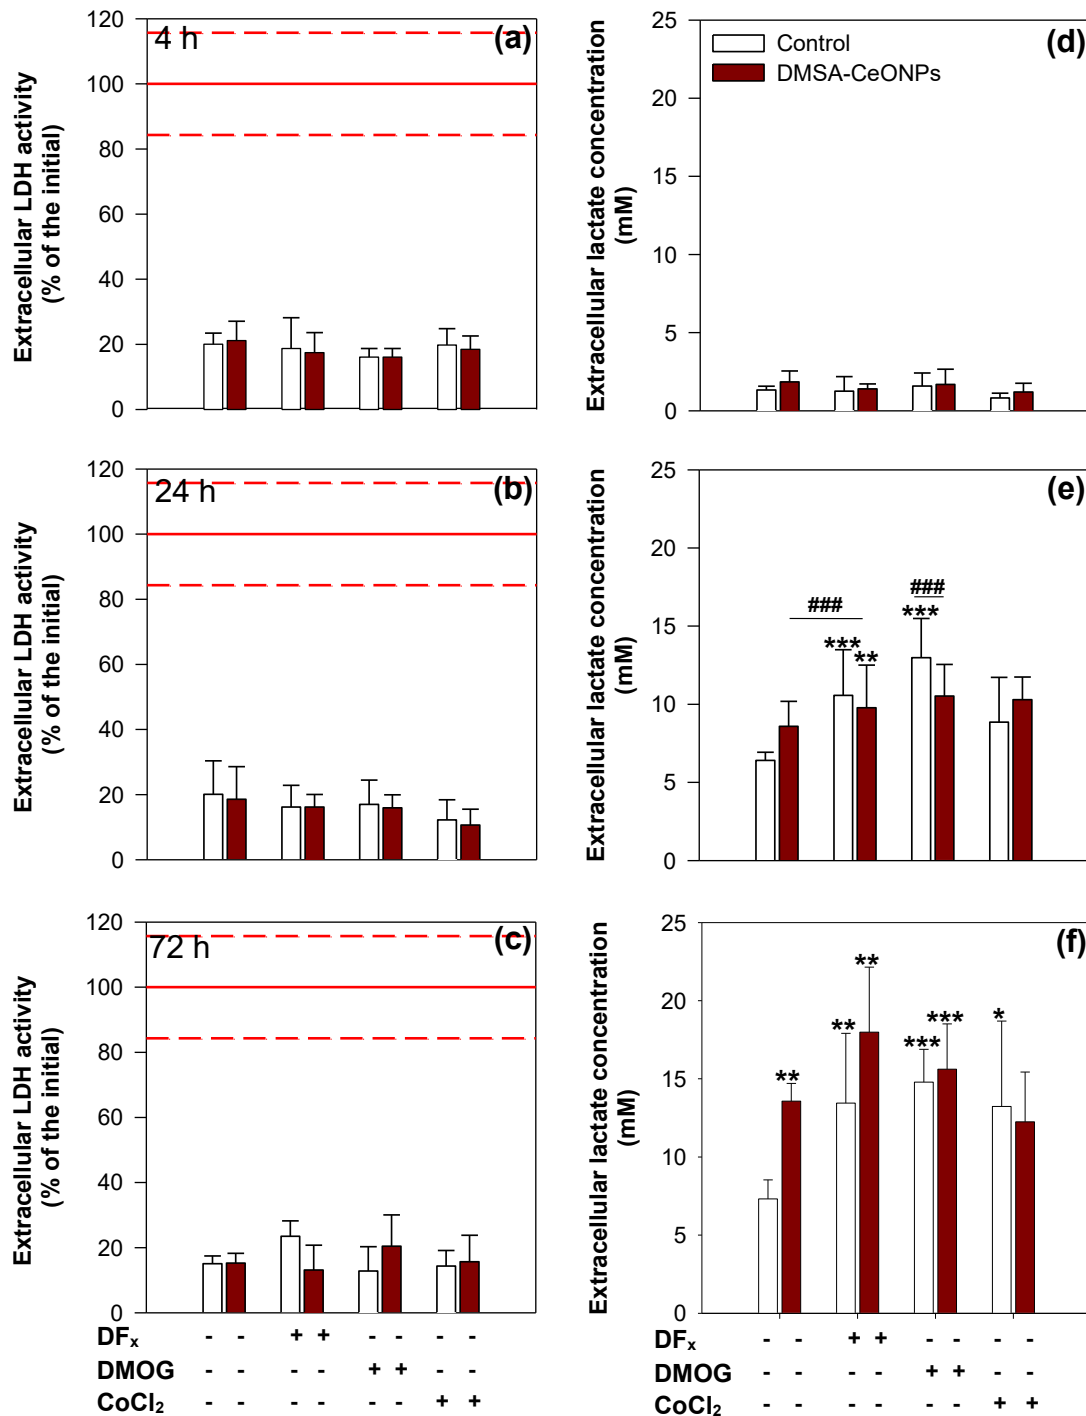 Extracellular LDH activity
(% of the initial)
120
100
80
60
40
20
0
4 h
(a)
Extracellular lactate concentration
(mM)
25
20
15
10
5
0
Control
DMSA-CeONPs
(d)
Extracellular LDH activity
(% of the initial)
120
100
80
60
40
20
0
24 h
(b)
Extracellular lactate concentration
(mM)
25
20
15
10
5
0
###
***
**
###
***
(e)
Extracellular LDH activity
(% of the initial)
120
100
80
60
40
20
0
72 h
(c)
Extracellular lactate concentration
(mM)
25
20
15
10
5
0
**
**
**
***
***
*
(f)
DFₓ - - + + - - - -
DMOG - - - - + + - -
CoCl₂ - - - - - - + +
DFₓ - - + + - - - -
DMOG - - - - + + - -
CoCl₂ - - - - - - + +